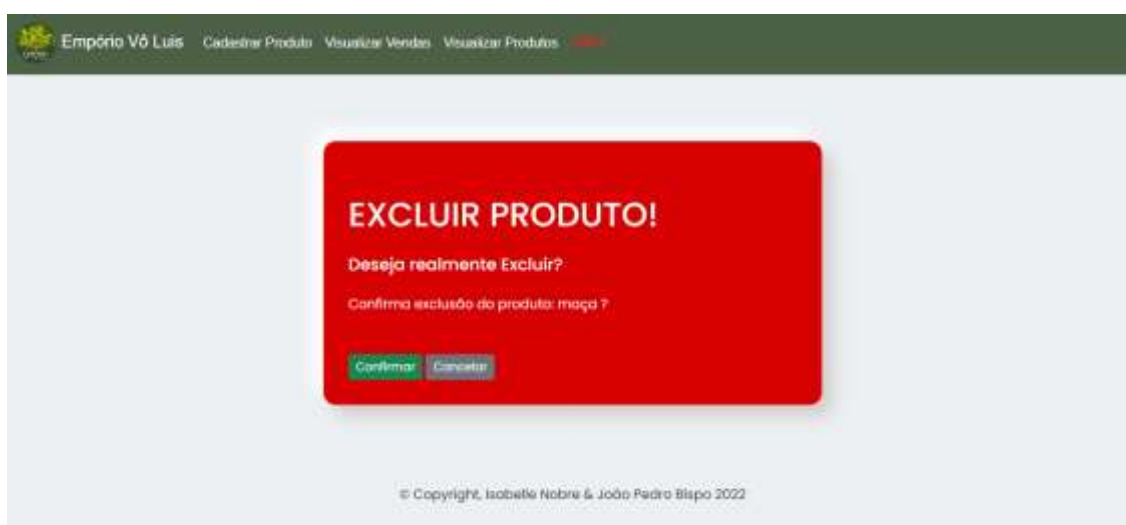 Empório Vô Luis Cadastrar Produto Visualizar Vendas Visualizar Produtos
EXCLUIR PRODUTO!
Deseja realmente Excluir?
Confirma exclusão do produto: maça ?
Confirmar Cancelar
© Copyright, Isabelle Nobre & João Pedro Bispo 2022